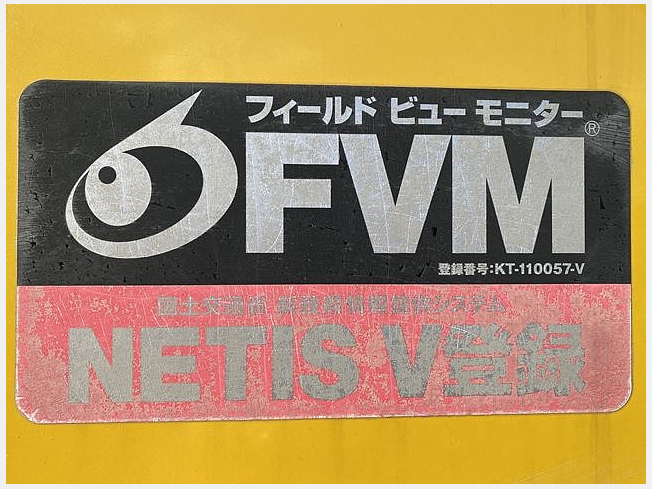 フィールド ビュー モニター
FVM®
登録番号:KT-110057-V
国土交通省 新技術情報提供システム
NETIS V登録